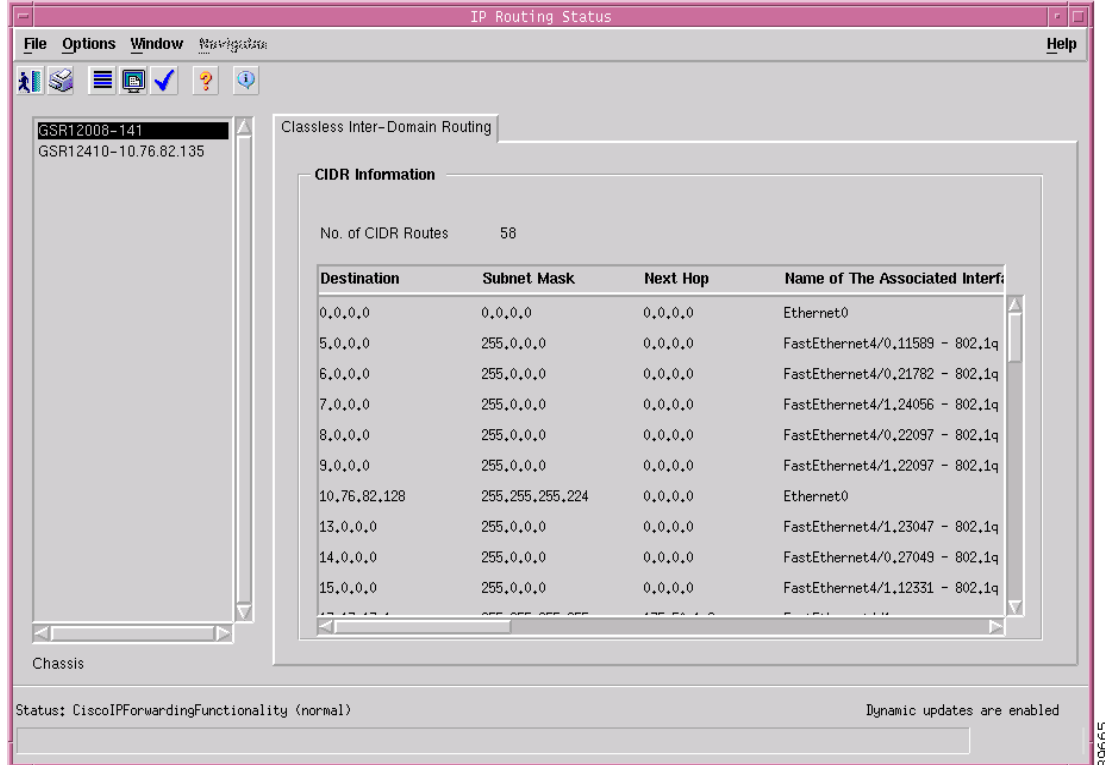 IP Routing Status
File Options Window Navigation Help
GSR12008-141
GSR12410-10.76.82.135
Chassis
Classless Inter-Domain Routing
CIDR Information
No. of CIDR Routes 58
Destination Subnet Mask Next Hop Name of The Associated Interfa
0.0.0.0 0.0.0.0 0.0.0.0 Ethernet0
5.0.0.0 255.0.0.0 0.0.0.0 FastEthernet4/0.11589 - 802.1q
6.0.0.0 255.0.0.0 0.0.0.0 FastEthernet4/0.21782 - 802.1q
7.0.0.0 255.0.0.0 0.0.0.0 FastEthernet4/1.24056 - 802.1q
8.0.0.0 255.0.0.0 0.0.0.0 FastEthernet4/0.22097 - 802.1q
9.0.0.0 255.0.0.0 0.0.0.0 FastEthernet4/1.22097 - 802.1q
10.76.82.128 255.255.255.224 0.0.0.0 Ethernet0
13.0.0.0 255.0.0.0 0.0.0.0 FastEthernet4/1.23047 - 802.1q
14.0.0.0 255.0.0.0 0.0.0.0 FastEthernet4/0.27049 - 802.1q
15.0.0.0 255.0.0.0 0.0.0.0 FastEthernet4/1.12331 - 802.1q
Status: CiscoIPForwardingFunctionality (normal) Dynamic updates are enabled
89665